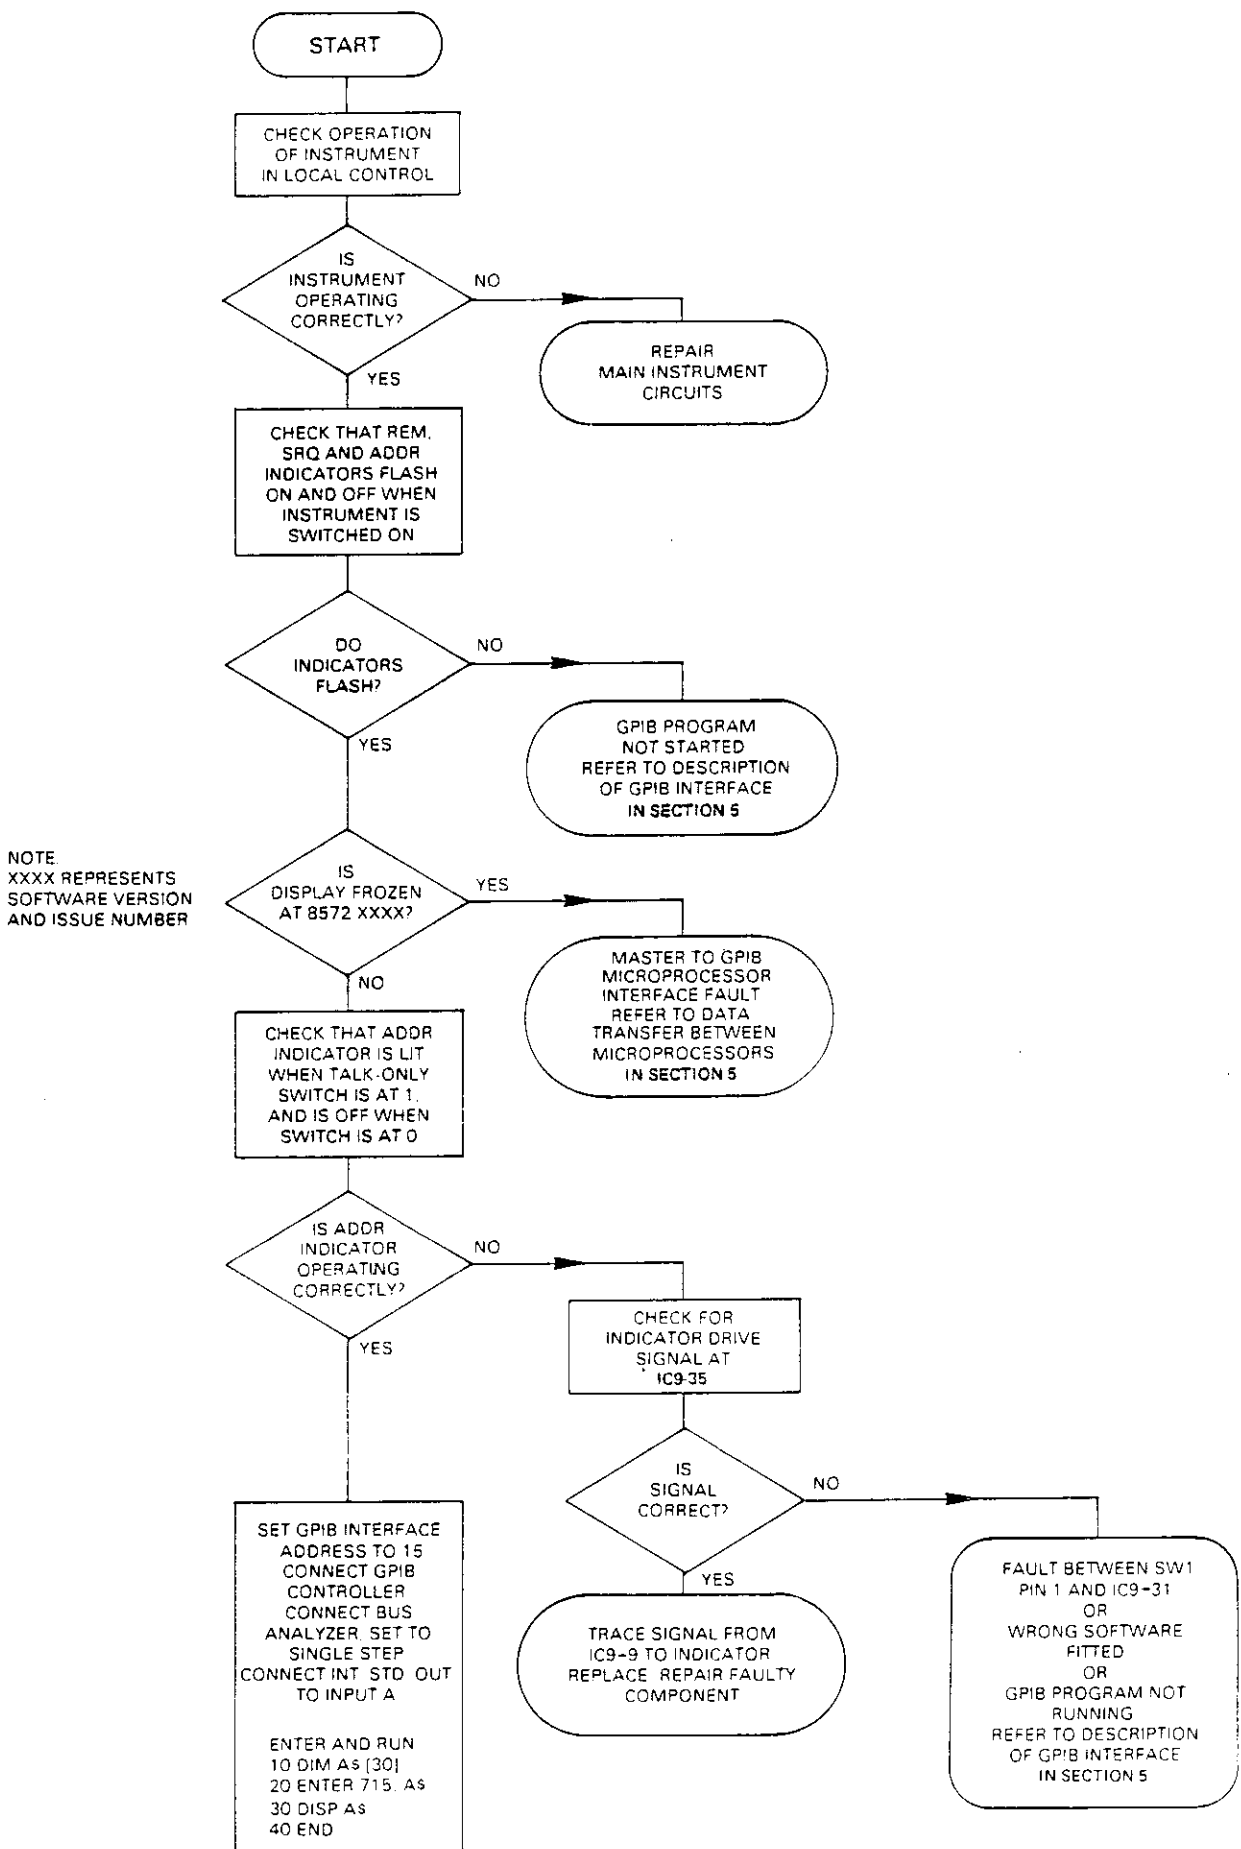 START
CHECK OPERATION
OF INSTRUMENT
IN LOCAL CONTROL
IS
INSTRUMENT
OPERATING
CORRECTLY?
NO
REPAIR
MAIN INSTRUMENT
CIRCUITS
YES
CHECK THAT REM,
SRQ AND ADDR
INDICATORS FLASH
ON AND OFF WHEN
INSTRUMENT IS
SWITCHED ON
DO
INDICATORS
FLASH?
NO
GPIB PROGRAM
NOT STARTED
REFER TO DESCRIPTION
OF GPIB INTERFACE
IN SECTION 5
YES
NOTE
XXXX REPRESENTS
SOFTWARE VERSION
AND ISSUE NUMBER
IS
DISPLAY FROZEN
AT 8572 XXXX?
YES
MASTER TO GPIB
MICROPROCESSOR
INTERFACE FAULT
REFER TO DATA
TRANSFER BETWEEN
MICROPROCESSORS
IN SECTION 5
NO
CHECK THAT ADDR
INDICATOR IS LIT
WHEN TALK-ONLY
SWITCH IS AT 1,
AND IS OFF WHEN
SWITCH IS AT 0
IS ADDR
INDICATOR
OPERATING
CORRECTLY?
NO
CHECK FOR
INDICATOR DRIVE
SIGNAL AT
IC9-35
YES
IS
SIGNAL
CORRECT?
NO
FAULT BETWEEN SW1
PIN 1 AND IC9-31
OR
WRONG SOFTWARE
FITTED
OR
GPIB PROGRAM NOT
RUNNING
REFER TO DESCRIPTION
OF GPIB INTERFACE
IN SECTION 5
YES
TRACE SIGNAL FROM
IC9-9 TO INDICATOR
REPLACE REPAIR FAULTY
COMPONENT
SET GPIB INTERFACE
ADDRESS TO 15
CONNECT GPIB
CONTROLLER
CONNECT BUS
ANALYZER, SET TO
SINGLE STEP
CONNECT INT STD OUT
TO INPUT A
ENTER AND RUN
10 DIM A$ [30]
20 ENTER 715, A$
30 DISP A$
40 END